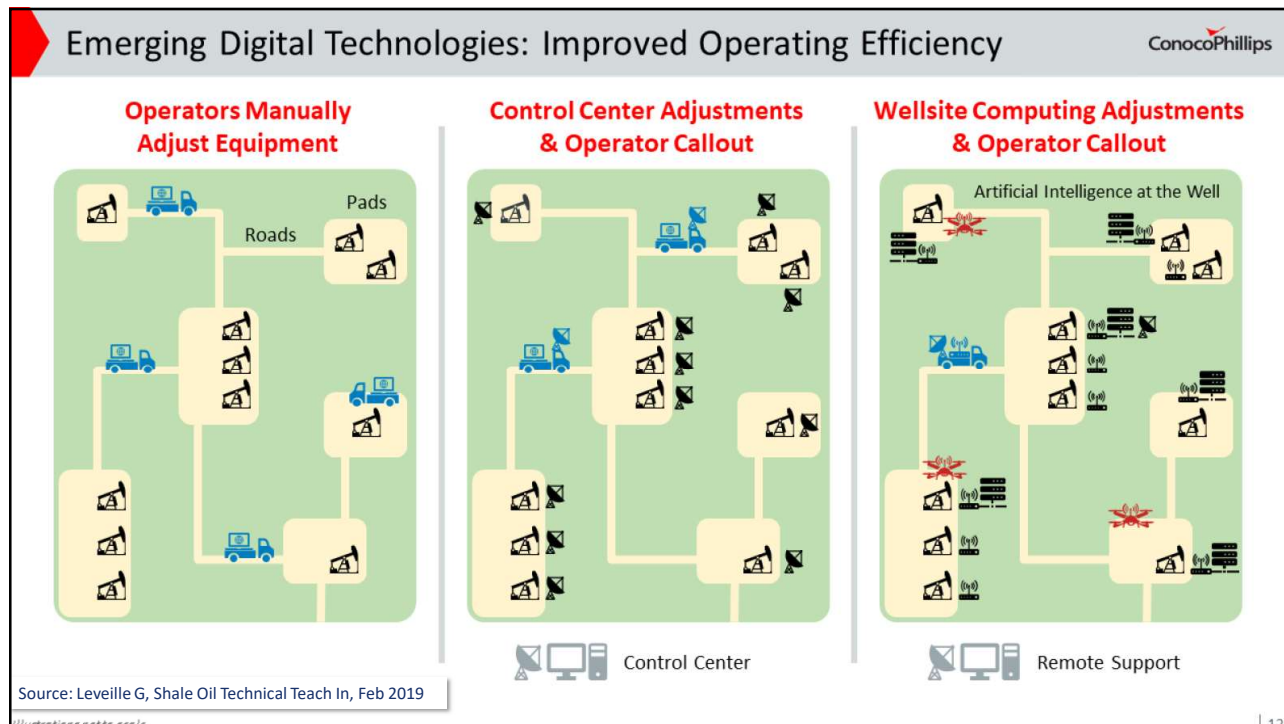 Emerging Digital Technologies: Improved Operating Efficiency
ConocoPhillips
Operators Manually
Adjust Equipment
Pads
Roads
Control Center Adjustments
& Operator Callout
Control Center
Wellsite Computing Adjustments
& Operator Callout
Artificial Intelligence at the Well
Remote Support
Source: Leveille G, Shale Oil Technical Teach In, Feb 2019